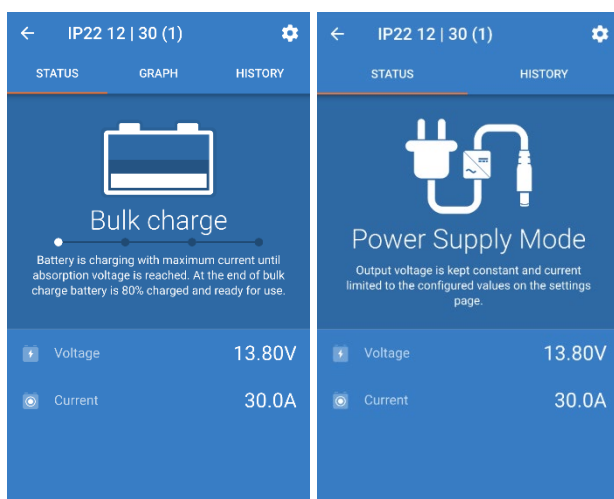 IP22 12 | 30 (1)
STATUS GRAPH HISTORY
Bulk charge
Battery is charging with maximum current until
absorption voltage is reached. At the end of bulk
charge battery is 80% charged and ready for use.
Voltage 13.80V
Current 30.0A
IP22 12 | 30 (1)
STATUS HISTORY
Power Supply Mode
Output voltage is kept constant and current
limited to the configured values on the settings
page.
Voltage 13.80V
Current 30.0A